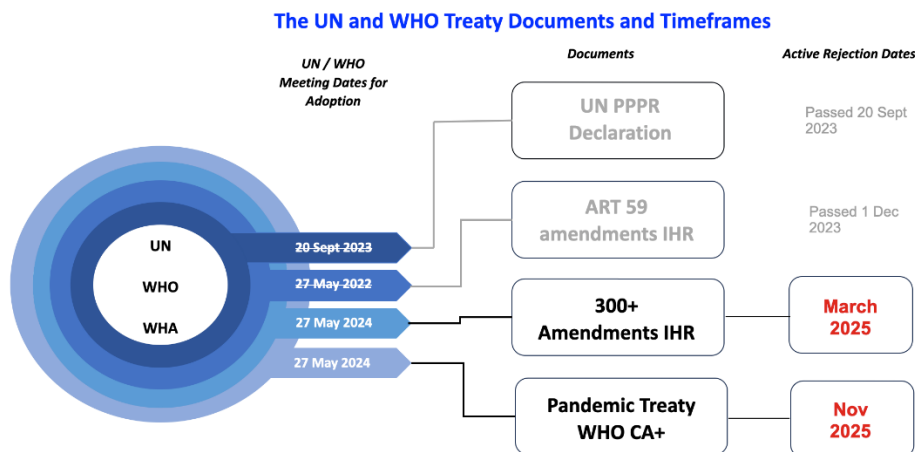 The UN and WHO Treaty Documents and Timeframes
UN / WHO
Meeting Dates for
Adoption
Documents
Active Rejection Dates
UN PPPR
Declaration
Passed 20 Sept
2023
ART 59
amendments IHR
Passed 1 Dec
2023
UN
WHO
WHA
20 Sept 2023
27 May 2022
27 May 2024
27 May 2024
300+
Amendments IHR
March
2025
Pandemic Treaty
WHO CA+
Nov
2025